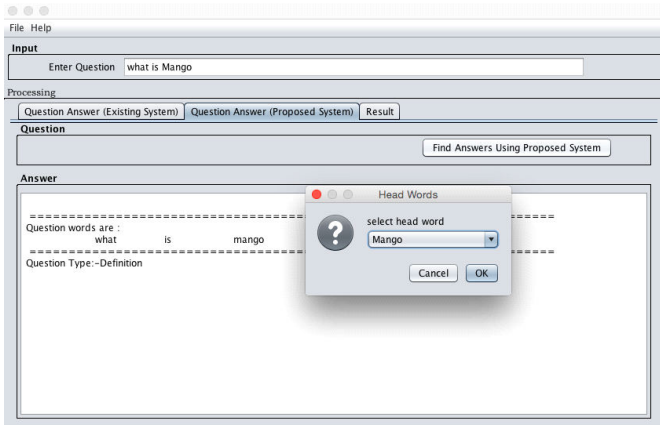 File Help
Input
Enter Question what is Mango
Processing
Question Answer (Existing System) Question Answer (Proposed System) Result
Question
Find Answers Using Proposed System
Answer
Head Words
select head word
Mango
Cancel OK
==================================================
Question words are :
what is mango
==================================================
Question Type:-Definition